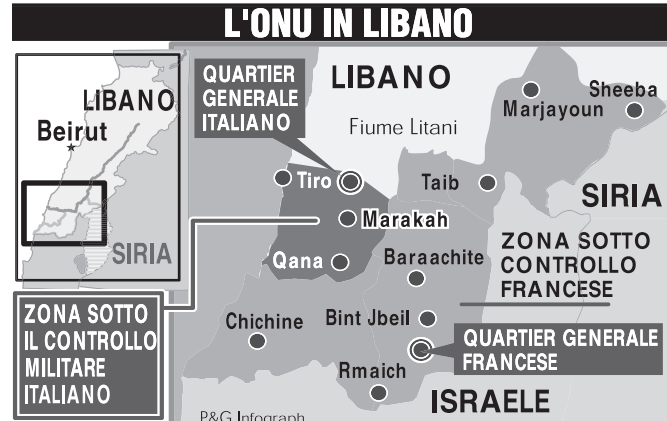 L'ONU IN LIBANO
LIBANO
Beirut
SIRIA
QUARTIER
GENERALE
ITALIANO
LIBANO
Fiume Litani
Marjayoun
Sheeba
Tiro
Taib
SIRIA
Marakah
Qana
Baraachite
ZONA SOTTO
CONTROLLO
FRANCESE
ZONA SOTTO
IL CONTROLLO
MILITARE
ITALIANO
Chichine
Bint Jbeil
QUARTIER GENERALE
FRANCESE
Rmaich
ISRAELE
P&G Infograph